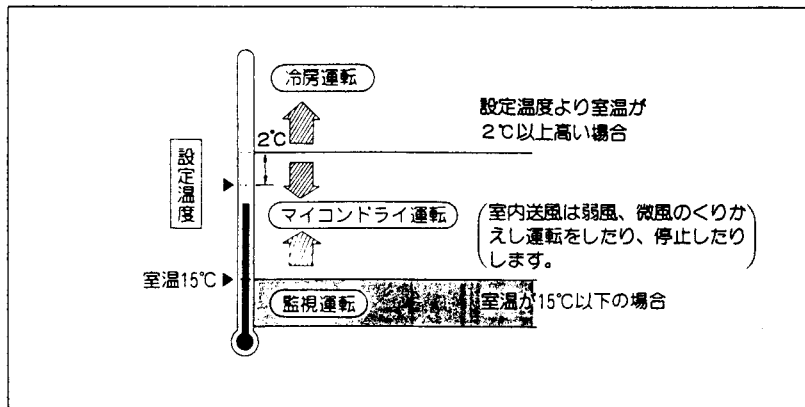 冷房運転
設定温度より室温が
2℃以上高い場合
2℃
設定温度
マイコンドライ運転
(室内送風は弱風、微風のくりか
えし運転をしたり、停止したり
します。)
室温15℃
監視運転
室温が15℃以下の場合